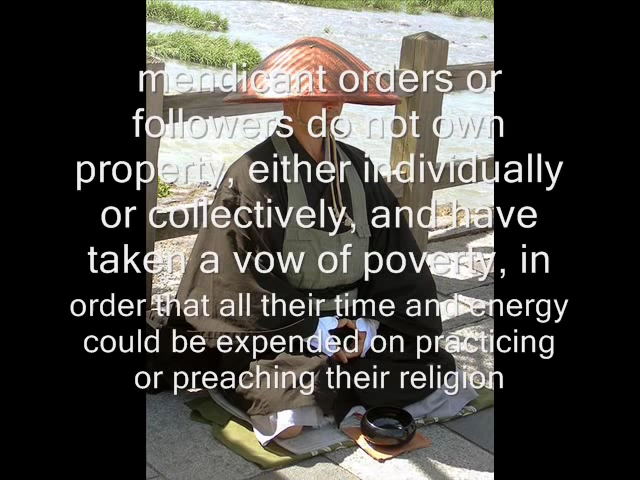 mendicant orders or
followers do not own
property, either individually
or collectively, and have
taken a vow of poverty, in
order that all their time and energy
could be expended on practicing
or preaching their religion